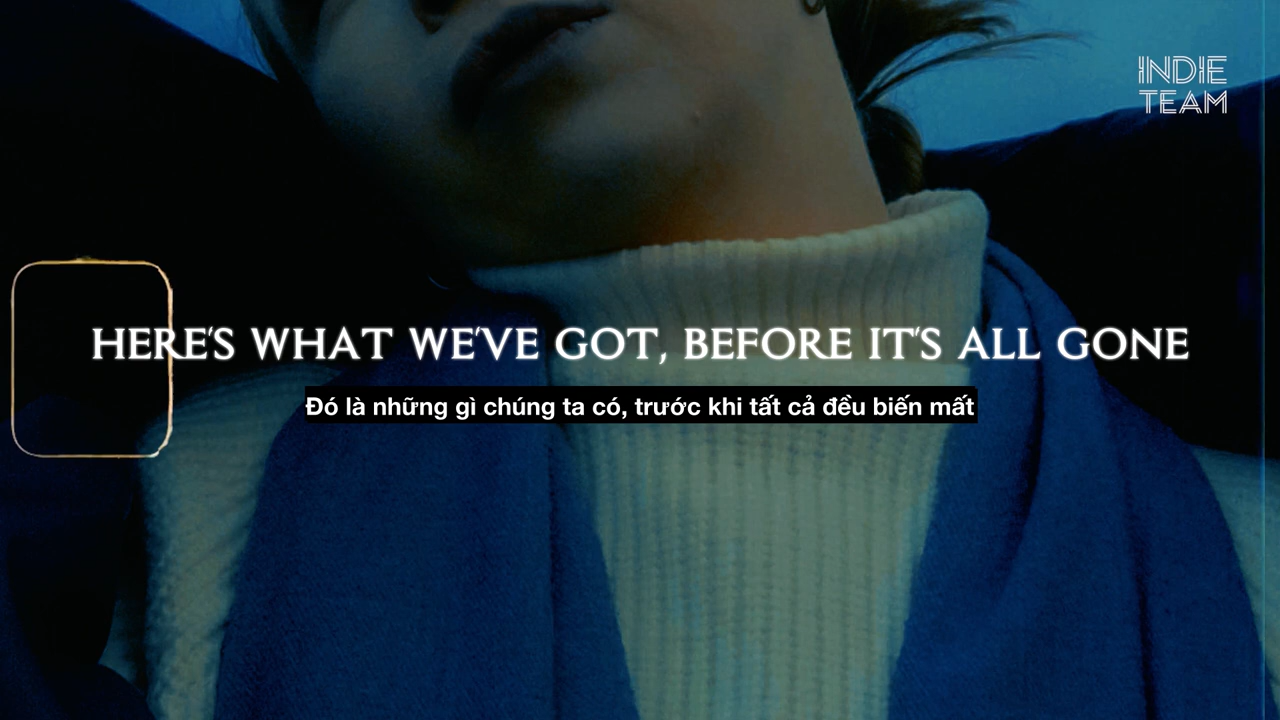 INDIE
TEAM
HERE'S WHAT WE'VE GOT, BEFORE IT'S ALL GONE
Đó là những gì chúng ta có, trước khi tất cả đều biến mất